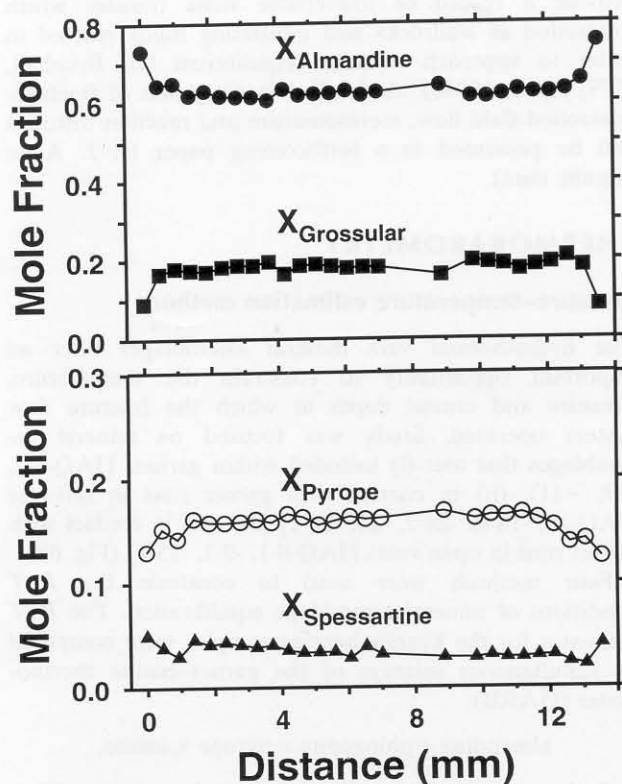 0.8
0.6
0.4
0.2
0.0
Mole Fraction
XAlmandine
XGrossular
0.3
0.2
0.1
0.0
Mole Fraction
XPyrope
XSpessartine
0 4 8 12
Distance (mm)